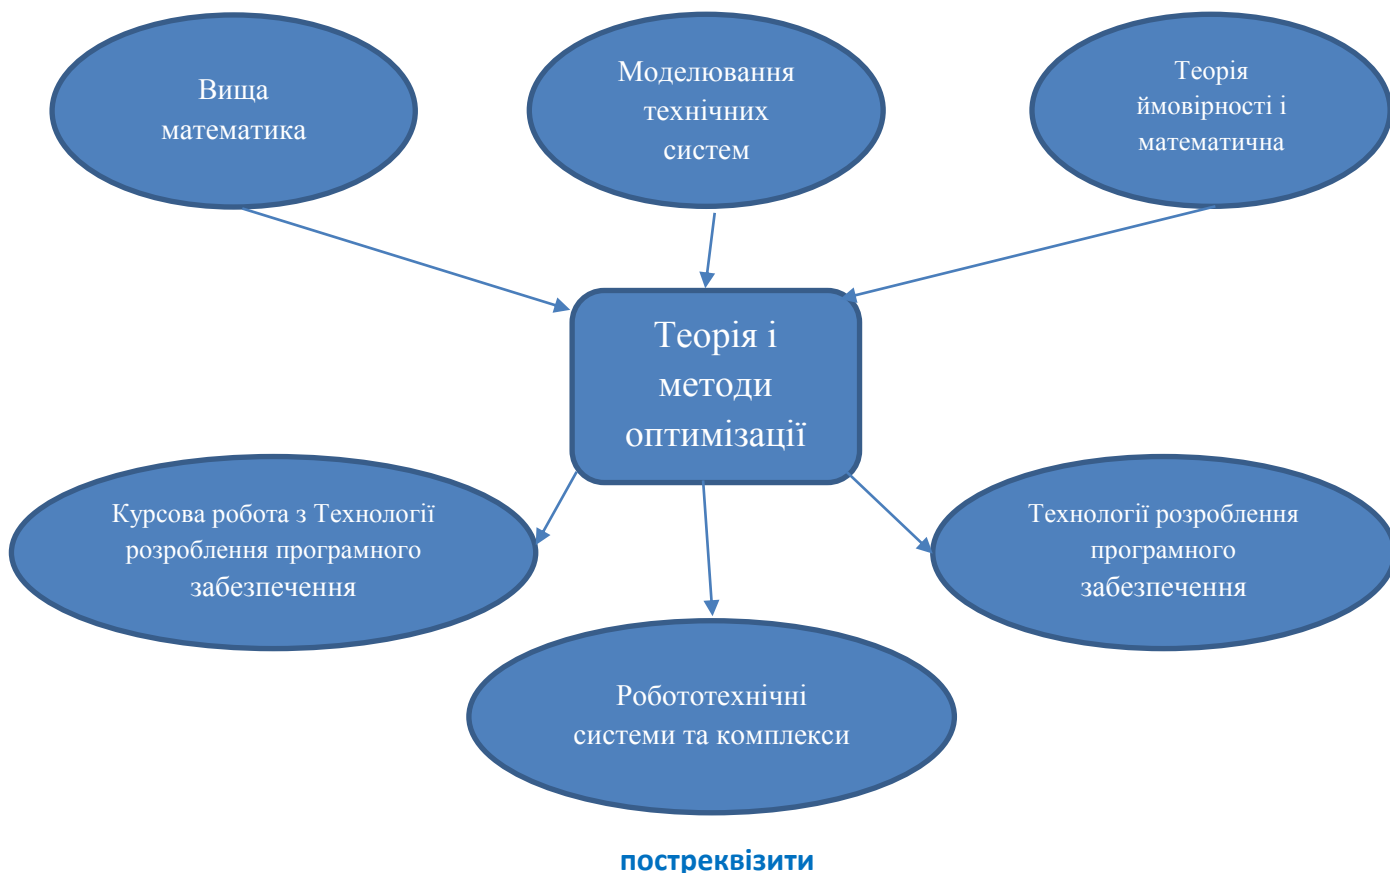 Вища
математика
Моделювання
технічних
систем
Теорія
ймовірності і
математична
Теорія і
методи
оптимізації
Курсова робота з Технології
розроблення програмного
забезпечення
Технології розроблення
програмного
забезпечення
Робототехнічні
системи та комплекси
постреквізити